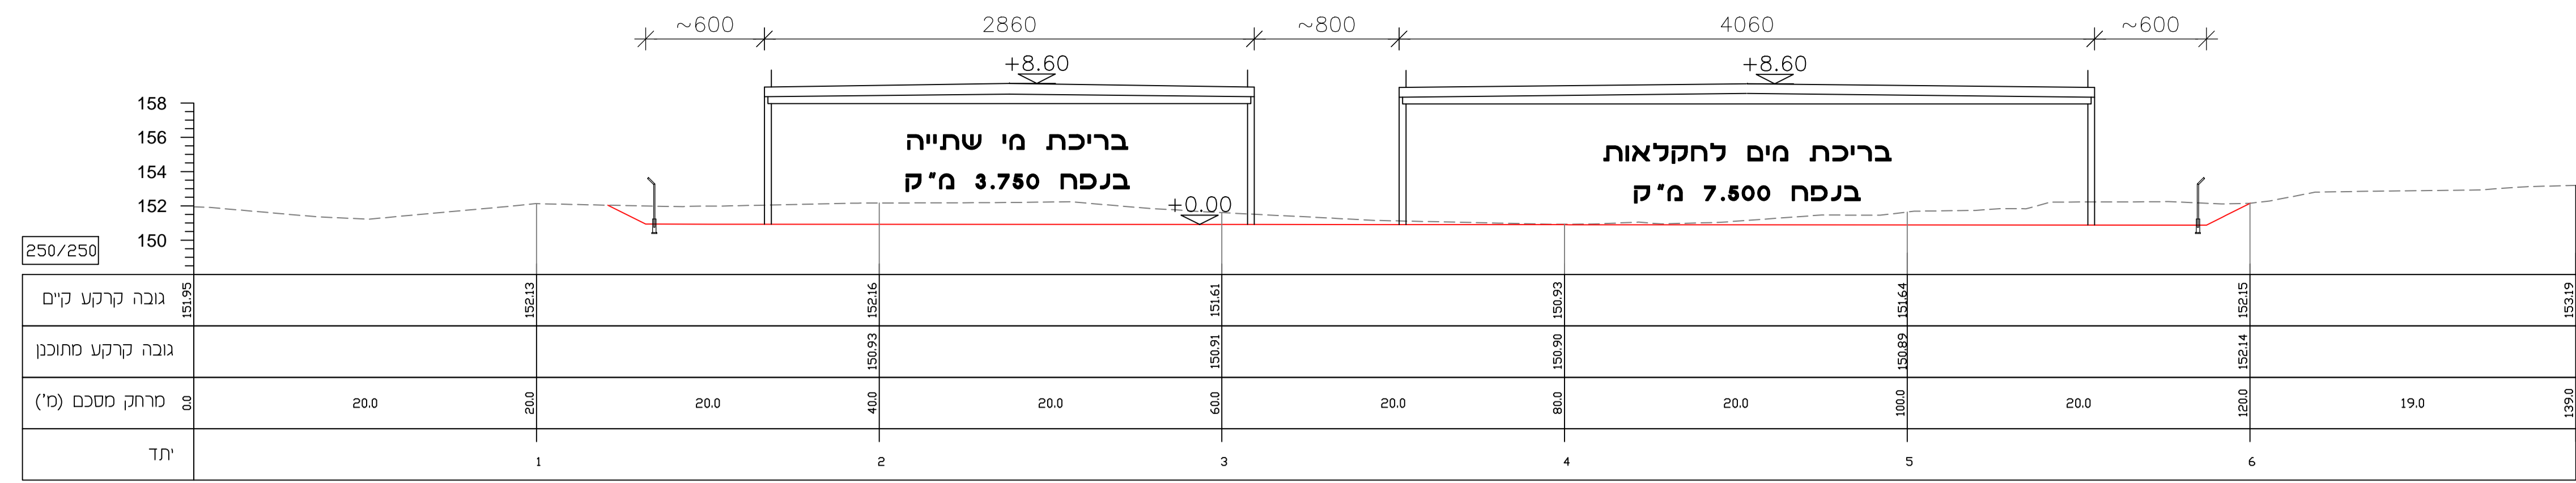 ~600 2860 ~800 4060 ~600
+8.60 +8.60
158
156
154
152
150
בריכת מי שתייה
בנפח 3.750 מ"ק
בריכת מים לחקלאות
בנפח 7.500 מ"ק
+0.00
250/250
גובה קרקע קיים 151.95 152.13 152.16 151.61 150.93 151.64 152.15 153.19
גובה קרקע מתוכנן 150.93 150.91 150.90 150.89 152.14
מרחק מסכם (מ') 0.0 20.0 20.0 20.0 40.0 20.0 60.0 20.0 80.0 20.0 100.0 20.0 120.0 19.0 139.0
יתד 1 2 3 4 5 6